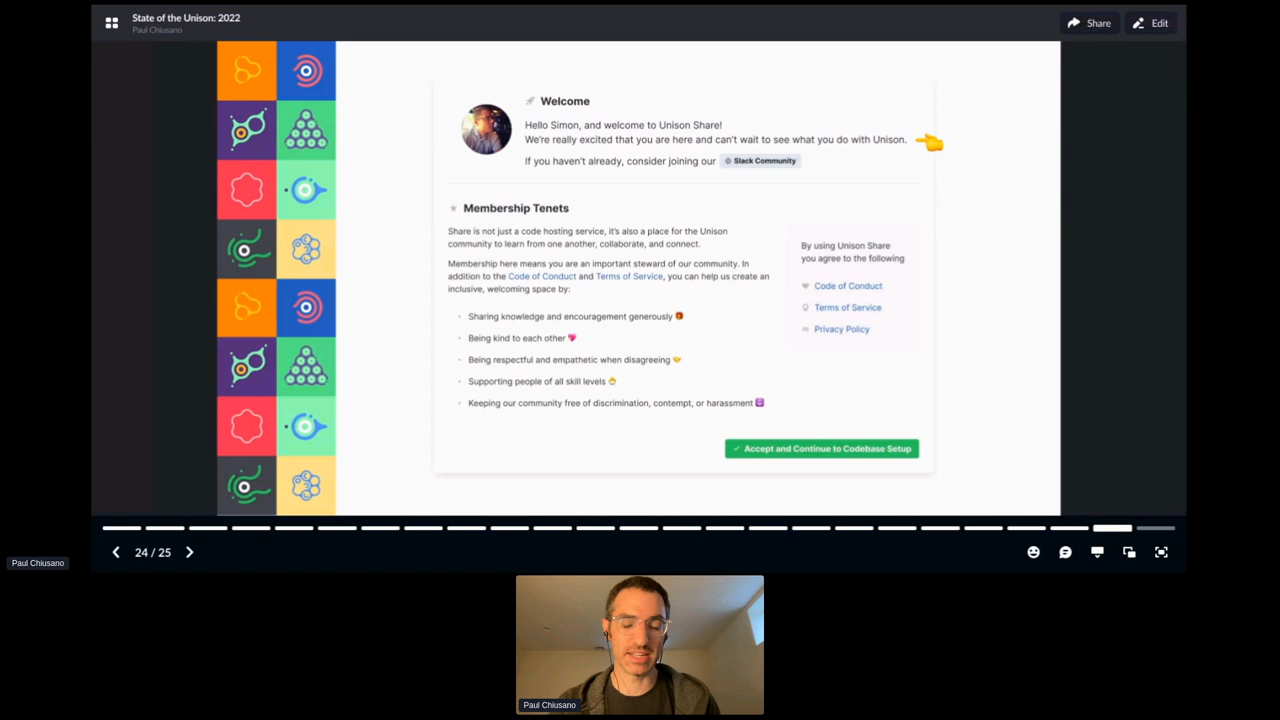 State of the Unison: 2022
Paul Chiusano
Share
Edit
Welcome
Hello Simon, and welcome to Unison Share!
We're really excited that you are here and can't wait to see what you do with Unison.
If you haven't already, consider joining our Slack Community
Membership Tenets
Share is not just a code hosting service, it's also a place for the Unison
community to learn from one another, collaborate, and connect.
Membership here means you are an important steward of our community. In
addition to the Code of Conduct and Terms of Service, you can help us create an
inclusive, welcoming space by:
Sharing knowledge and encouragement generously
Being kind to each other
Being respectful and empathetic when disagreeing
Supporting people of all skill levels
Keeping our community free of discrimination, contempt, or harassment
By using Unison Share
you agree to the following
Code of Conduct
Terms of Service
Privacy Policy
Accept and Continue to Codebase Setup
24 / 25
Paul Chiusano
Paul Chiusano